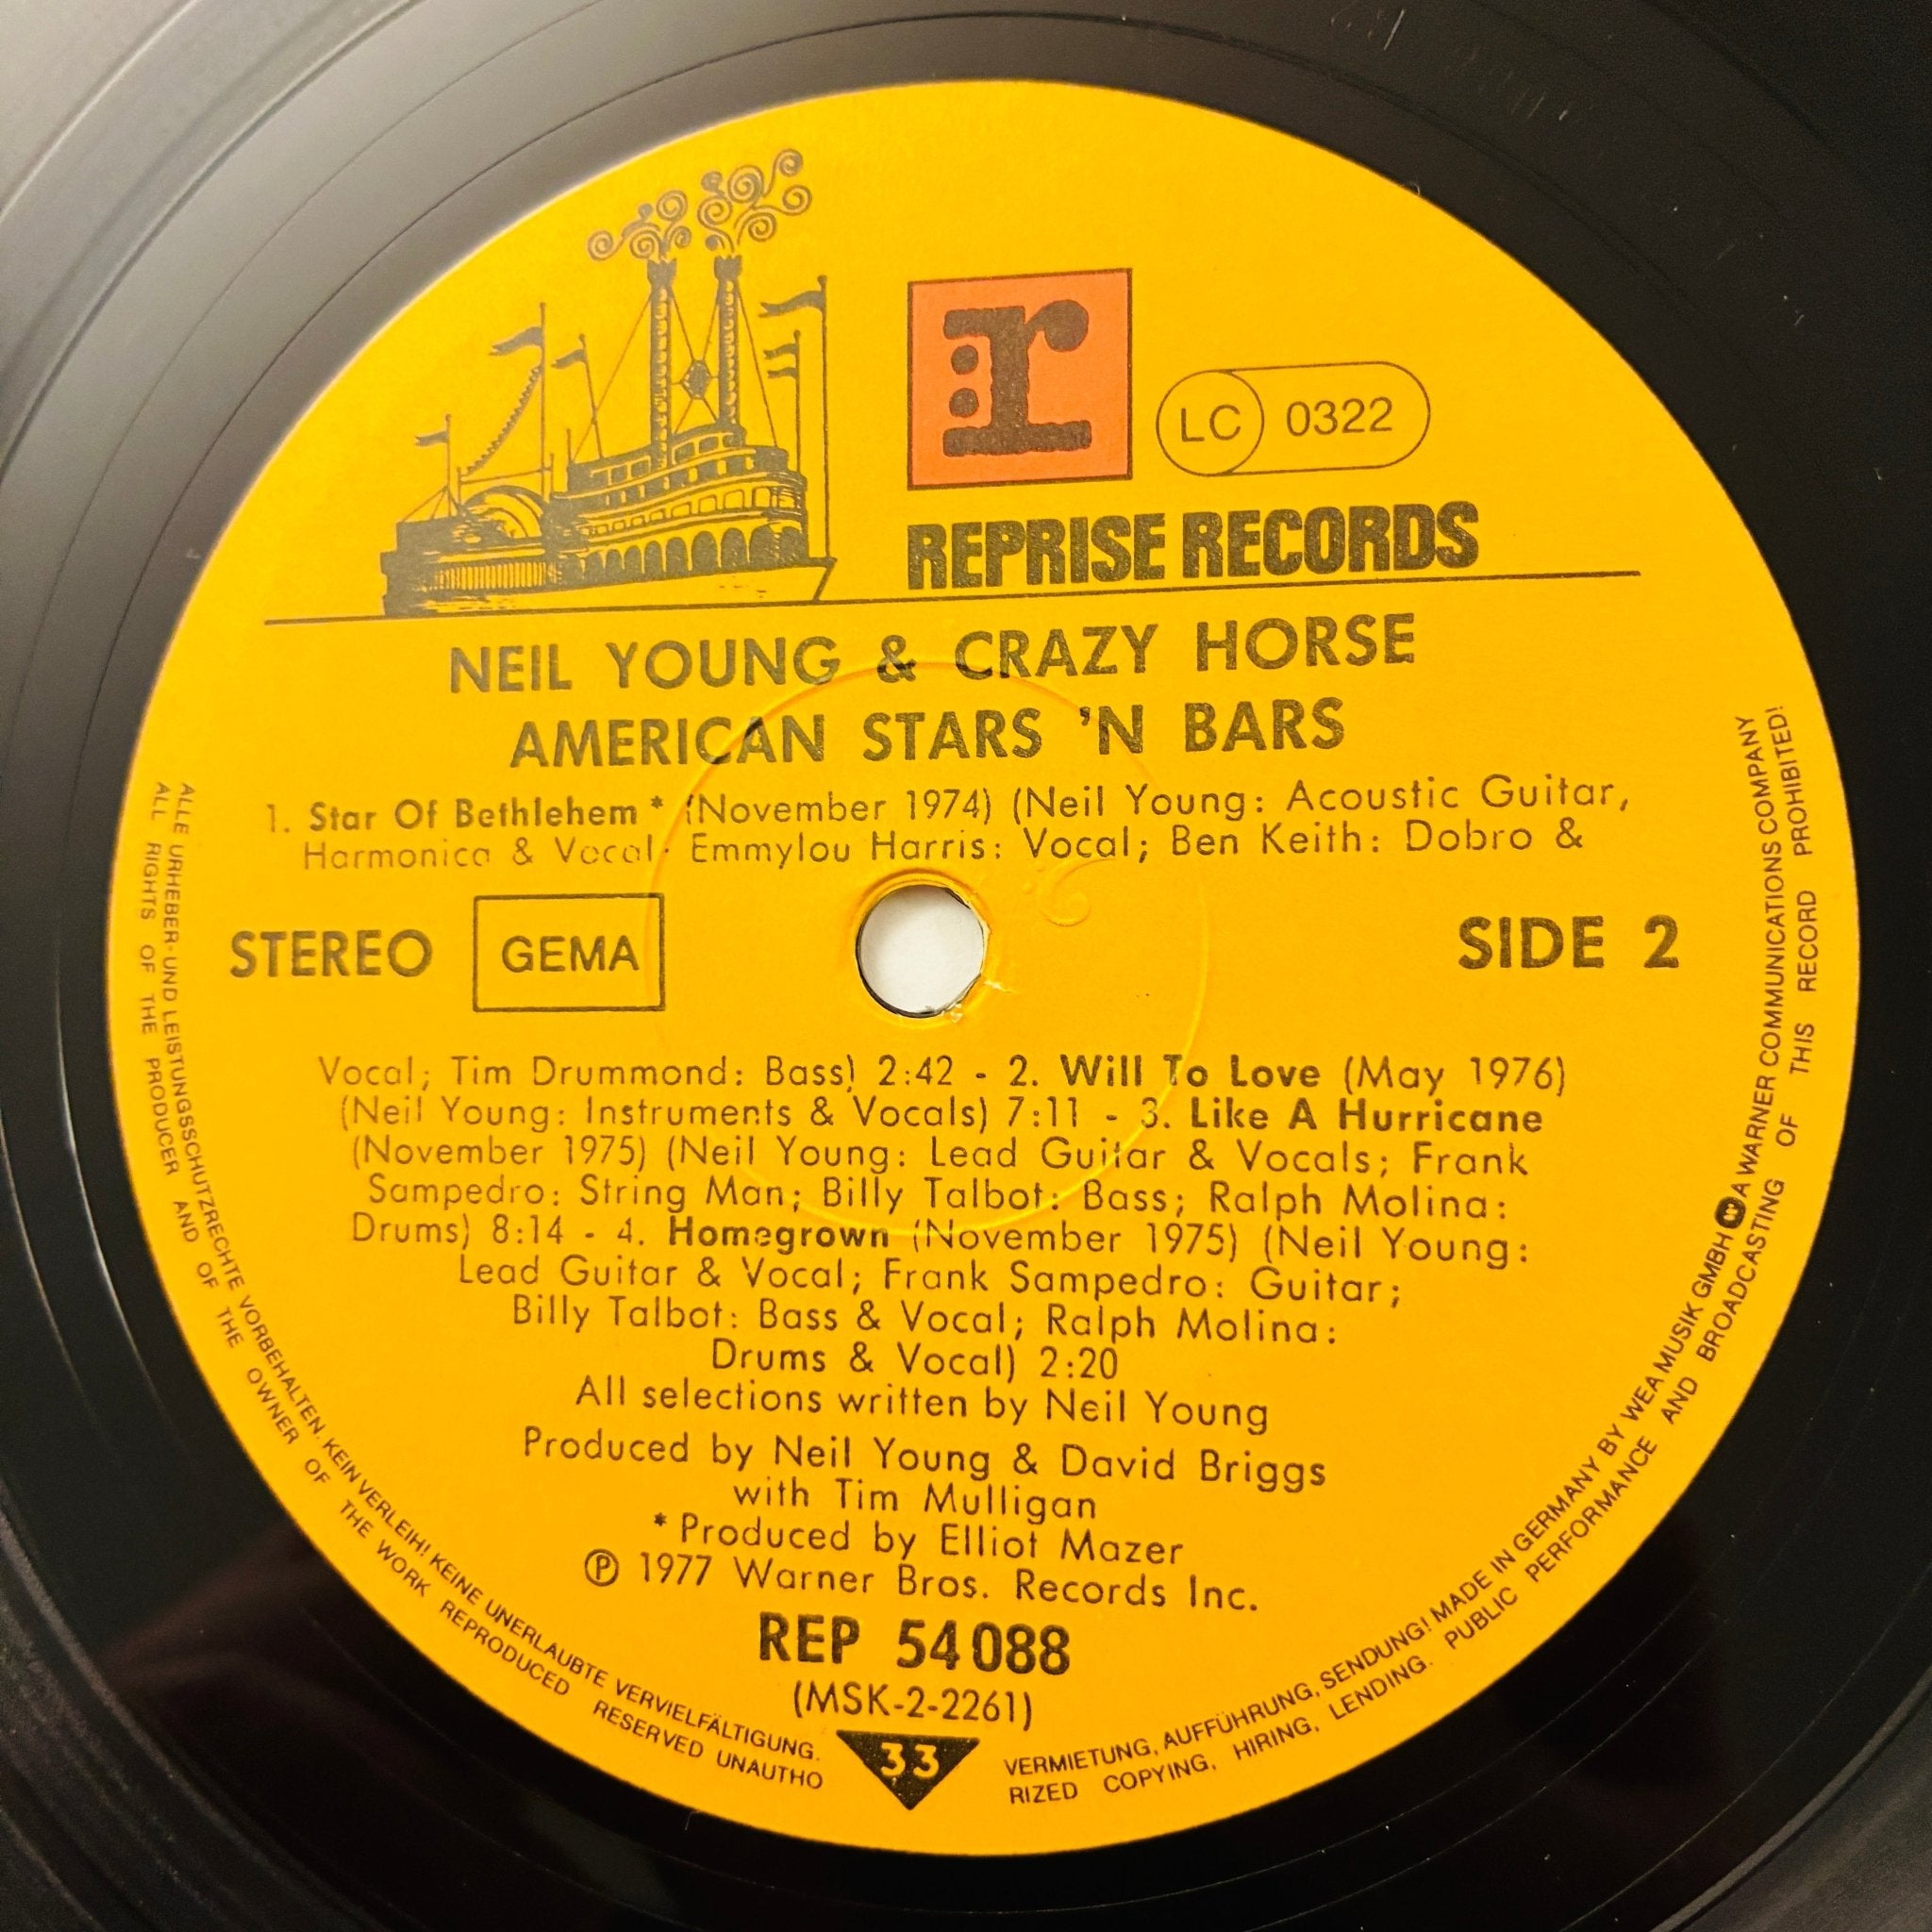 r
LC 0322
REPRISE RECORDS
NEIL YOUNG & CRAZY HORSE
AMERICAN STARS 'N BARS
1. Star Of Bethlehem * (November 1974) (Neil Young: Acoustic Guitar,
Harmonica & Vocal; Emmylou Harris: Vocal; Ben Keith: Dobro &
STEREO GEMA SIDE 2
Vocal; Tim Drummond: Bass) 2:42 - 2. Will To Love (May 1976)
(Neil Young: Instruments & Vocals) 7:11 - 3. Like A Hurricane
(November 1975) (Neil Young: Lead Guitar & Vocals; Frank
Sampedro: String Man; Billy Talbot: Bass; Ralph Molina:
Drums) 8:14 - 4. Homegrown (November 1975) (Neil Young:
Lead Guitar & Vocal; Frank Sampedro: Guitar;
Billy Talbot: Bass & Vocal; Ralph Molina:
Drums & Vocal) 2:20
All selections written by Neil Young
Produced by Neil Young & David Briggs
with Tim Mulligan
* Produced by Elliot Mazer
℗ 1977 Warner Bros. Records Inc.
REP 54 088
(MSK-2-2261)
33
ALLE URHEBER- UND LEISTUNGSSCHUTZRECHTE VORBEHALTEN. KEIN VERLEIH! KEINE UNERLAUBTE VERVIELFÄLTIGUNG. VERMIETUNG, AUFFÜHRUNG, SENDUNG! MADE IN GERMANY BY WEA MUSIK GMBH W A WARNER COMMUNICATIONS COMPANY
ALL RIGHTS OF THE PRODUCER AND OF THE OWNER OF THE WORK REPRODUCED RESERVED UNAUTHO RIZED COPYING, HIRING, LENDING. PUBLIC PERFORMANCE AND BROADCASTING OF THIS RECORD PROHIBITED!